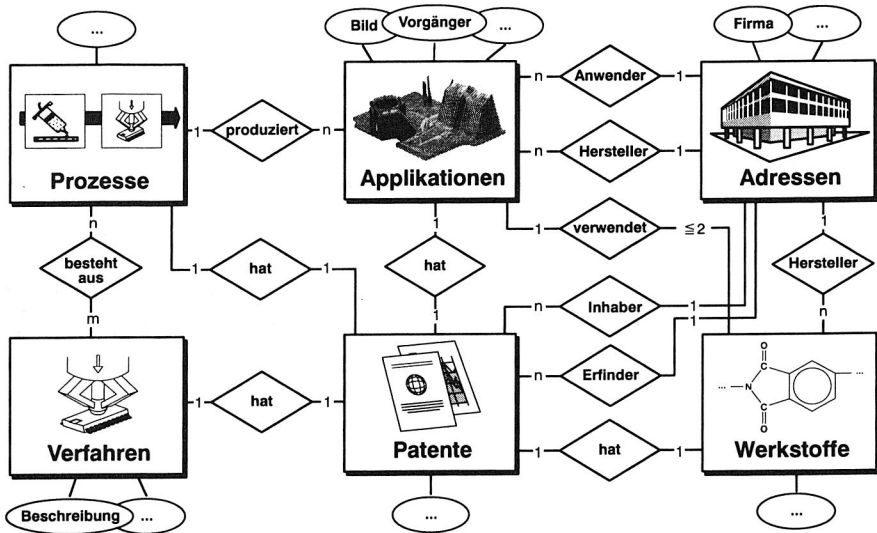 ...
Bild
Vorgänger
...
Firma
...
Prozesse
1
produziert
n
Applikationen
n
Anwender
1
n
Hersteller
1
Adressen
n
besteht
aus
m
1
hat
1
1
hat
1
1
verwendet
≦2
1
Hersteller
n
n
Inhaber
1
1
n
Erfinder
Verfahren
1
hat
1
Patente
1
hat
1
Werkstoffe
O
C
... N
C
O
...
Beschreibung
...
...
...